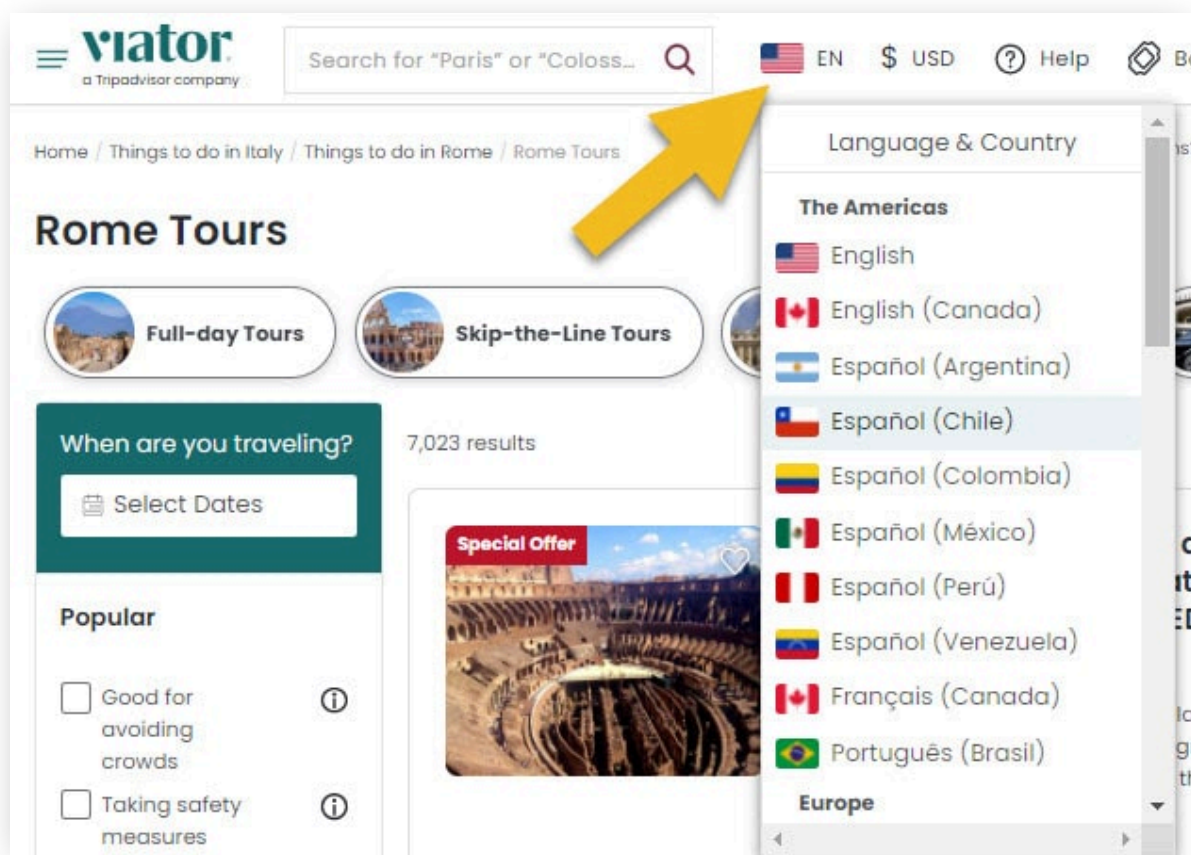 viator
a Tripadvisor company
Search for “Paris” or “Coloss...
EN
$ USD
Help
Home / Things to do in Italy / Things to do in Rome / Rome Tours
Rome Tours
Full-day Tours
Skip-the-Line Tours
When are you traveling?
Select Dates
7,023 results
Special Offer
Popular
Good for
avoiding
crowds
Taking safety
measures
Language & Country
The Americas
English
English (Canada)
Español (Argentina)
Español (Chile)
Español (Colombia)
Español (México)
Español (Perú)
Español (Venezuela)
Français (Canada)
Português (Brasil)
Europe